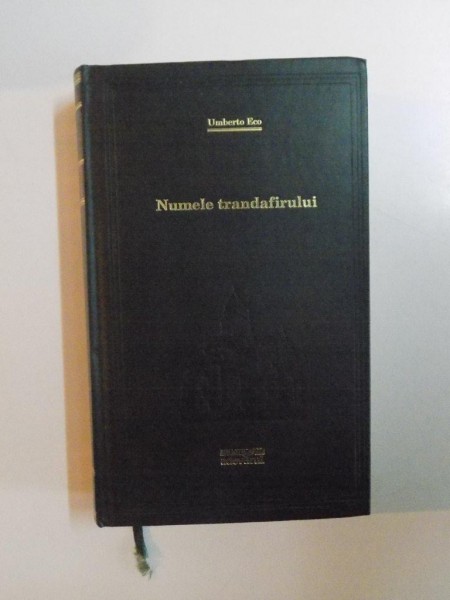 Umberto Eco
Numele trandafirului